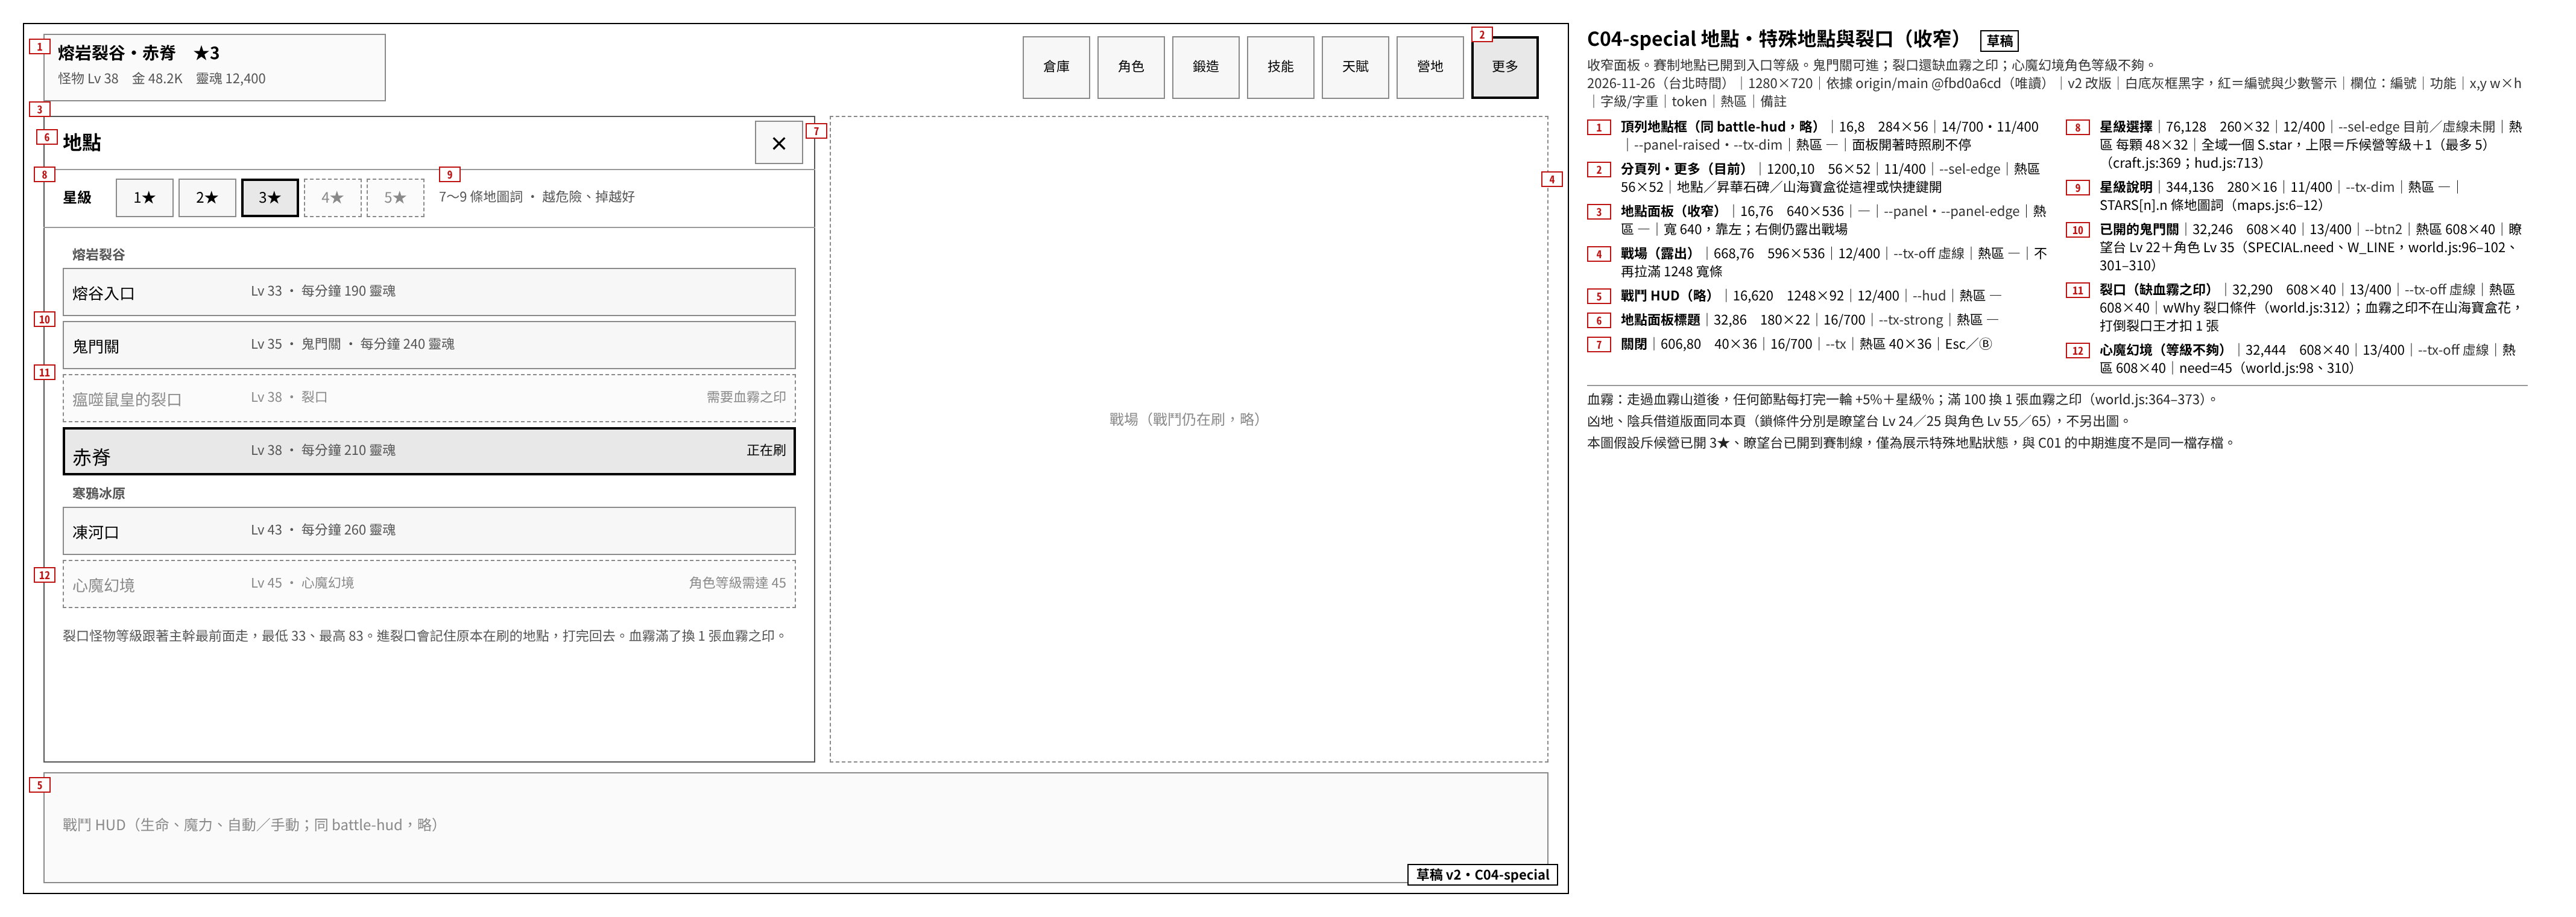 1
熔岩裂谷・赤脊 ★3
怪物 Lv 38 金 48.2K 靈魂 12,400
倉庫
角色
鍛造
技能
天賦
營地
2
更多
3
6
地點
×
7
8
星級
1★
2★
3★
4★
5★
9
7～9 條地圖詞 ・ 越危險、掉越好
4
熔岩裂谷
熔谷入口
Lv 33 ・ 每分鐘 190 靈魂
10
鬼門關
Lv 35 ・ 鬼門關 ・ 每分鐘 240 靈魂
11
瘟噬鼠皇的裂口
Lv 38 ・ 裂口
需要血霧之印
赤脊
Lv 38 ・ 每分鐘 210 靈魂
正在刷
寒鴉冰原
凍河口
Lv 43 ・ 每分鐘 260 靈魂
12
心魔幻境
Lv 45 ・ 心魔幻境
角色等級需達 45
裂口怪物等級跟著主幹最前面走，最低 33、最高 83。進裂口會記住原本在刷的地點，打完回去。血霧滿了換 1 張血霧之印。
戰場（戰鬥仍在刷，略）
5
戰鬥 HUD（生命、魔力、自動／手動；同 battle-hud，略）
草稿 v2・C04-special
C04-special 地點・特殊地點與裂口（收窄） 草稿
收窄面板。賽制地點已開到入口等級。鬼門關可進；裂口還缺血霧之印；心魔幻境角色等級不夠。
2026-11-26（台北時間）｜1280×720｜依據 origin/main @fbd0a6cd（唯讀）｜v2 改版｜白底灰框黑字，紅＝編號與少數警示｜欄位：編號｜功能｜x,y w×h
｜字級/字重｜token｜熱區｜備註
1 頂列地點框（同 battle-hud，略）｜16,8 284×56｜14/700・11/400
｜--panel-raised・--tx-dim｜熱區 —｜面板開著時照刷不停
2 分頁列・更多（目前）｜1200,10 56×52｜11/400｜--sel-edge｜熱區
56×52｜地點／昇華石碑／山海寶盒從這裡或快捷鍵開
3 地點面板（收窄）｜16,76 640×536｜—｜--panel・--panel-edge｜熱
區 —｜寬 640，靠左；右側仍露出戰場
4 戰場（露出）｜668,76 596×536｜12/400｜--tx-off 虛線｜熱區 —｜不
再拉滿 1248 寬條
5 戰鬥 HUD（略）｜16,620 1248×92｜12/400｜--hud｜熱區 —
6 地點面板標題｜32,86 180×22｜16/700｜--tx-strong｜熱區 —
7 關閉｜606,80 40×36｜16/700｜--tx｜熱區 40×36｜Esc／Ⓑ
8 星級選擇｜76,128 260×32｜12/400｜--sel-edge 目前／虛線未開｜熱
區 每顆 48×32｜全域一個 S.star，上限＝斥候營等級＋1（最多 5）
（craft.js:369；hud.js:713）
9 星級說明｜344,136 280×16｜11/400｜--tx-dim｜熱區 —｜
STARS[n].n 條地圖詞（maps.js:6–12）
10 已開的鬼門關｜32,246 608×40｜13/400｜--btn2｜熱區 608×40｜瞭
望台 Lv 22＋角色 Lv 35（SPECIAL.need、W_LINE，world.js:96–102、
301–310）
11 裂口（缺血霧之印）｜32,290 608×40｜13/400｜--tx-off 虛線｜熱區
608×40｜wWhy 裂口條件（world.js:312）；血霧之印不在山海寶盒花，
打倒裂口王才扣 1 張
12 心魔幻境（等級不夠）｜32,444 608×40｜13/400｜--tx-off 虛線｜熱
區 608×40｜need=45（world.js:98、310）
血霧：走過血霧山道後，任何節點每打完一輪 +5%＋星級%；滿 100 換 1 張血霧之印（world.js:364–373）。
凶地、陰兵借道版面同本頁（鎖條件分別是瞭望台 Lv 24／25 與角色 Lv 55／65），不另出圖。
本圖假設斥候營已開 3★、瞭望台已開到賽制線，僅為展示特殊地點狀態，與 C01 的中期進度不是同一檔存檔。